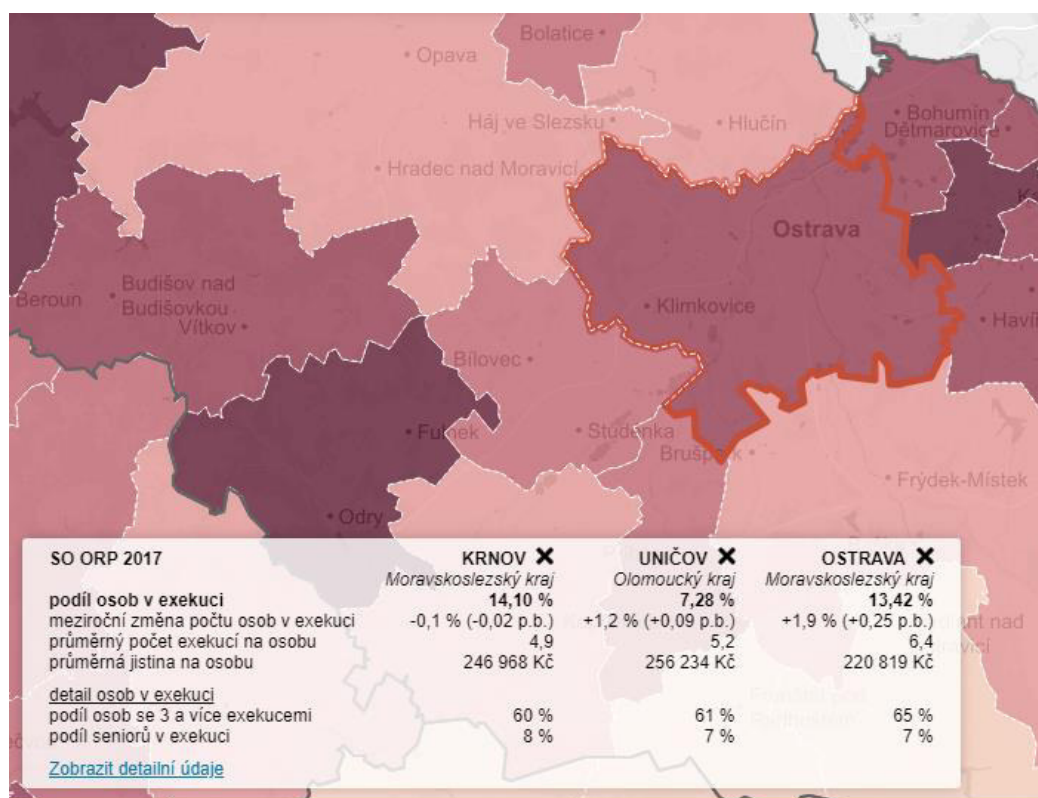 Bolatice
Opava
Háj ve Slezsku
Hlučín
Bohumín
Dětmarovice
Hradec nad Moravicí
Ostrava
Budišov nad
Budišovkou
Beroun
Vítkov
Klimkovice
Haví
Bílovec
Fulnek
Studénka
Brušperk
Frýdek-Místek
Odry
SO ORP 2017 KRNOV ✖ UNIČOV ✖ OSTRAVA ✖
Moravskoslezský kraj Olomoucký kraj Moravskoslezský kraj
podíl osob v exekuci 14,10 % 7,28 % 13,42 %
meziroční změna počtu osob v exekuci -0,1 % (-0,02 p.b.) +1,2 % (+0,09 p.b.) +1,9 % (+0,25 p.b.)
průměrný počet exekucí na osobu 4,9 5,2 6,4
průměrná jistina na osobu 246 968 Kč 256 234 Kč 220 819 Kč
detail osob v exekuci
podíl osob se 3 a více exekucemi 60 % 61 % 65 %
podíl seniorů v exekuci 8 % 7 % 7 %
Zobrazit detailní údaje